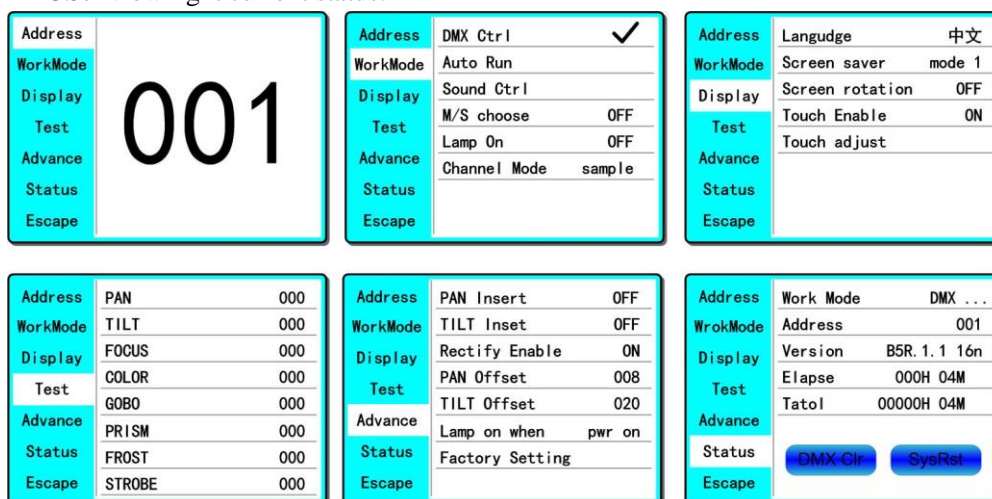 Address
WorkMode
Display
Test
Advance
Status
Escape
001
Address
WorkMode
Display
Test
Advance
Status
Escape
DMX Ctrl ✓
Auto Run
Sound Ctrl
M/S choose OFF
Lamp On OFF
Channel Mode sample
Address
WorkMode
Display
Test
Advance
Status
Escape
Langudge 中文
Screen saver mode 1
Screen rotation OFF
Touch Enable ON
Touch adjust
Address
WorkMode
Display
Test
Advance
Status
Escape
PAN 000
TILT 000
FOCUS 000
COLOR 000
GOBO 000
PRISM 000
FROST 000
STROBE 000
Address
WorkMode
Display
Test
Advance
Status
Escape
PAN Insert OFF
TILT Inset OFF
Rectify Enable ON
PAN Offset 008
TILT Offset 020
Lamp on when pwr on
Factory Setting
Address
WrokMode
Display
Test
Advance
Status
Escape
Work Mode DMX ...
Address 001
Version B5R.1.1 16n
Elapse 000H 04M
Tatol 00000H 04M
DMX Clr SysRst